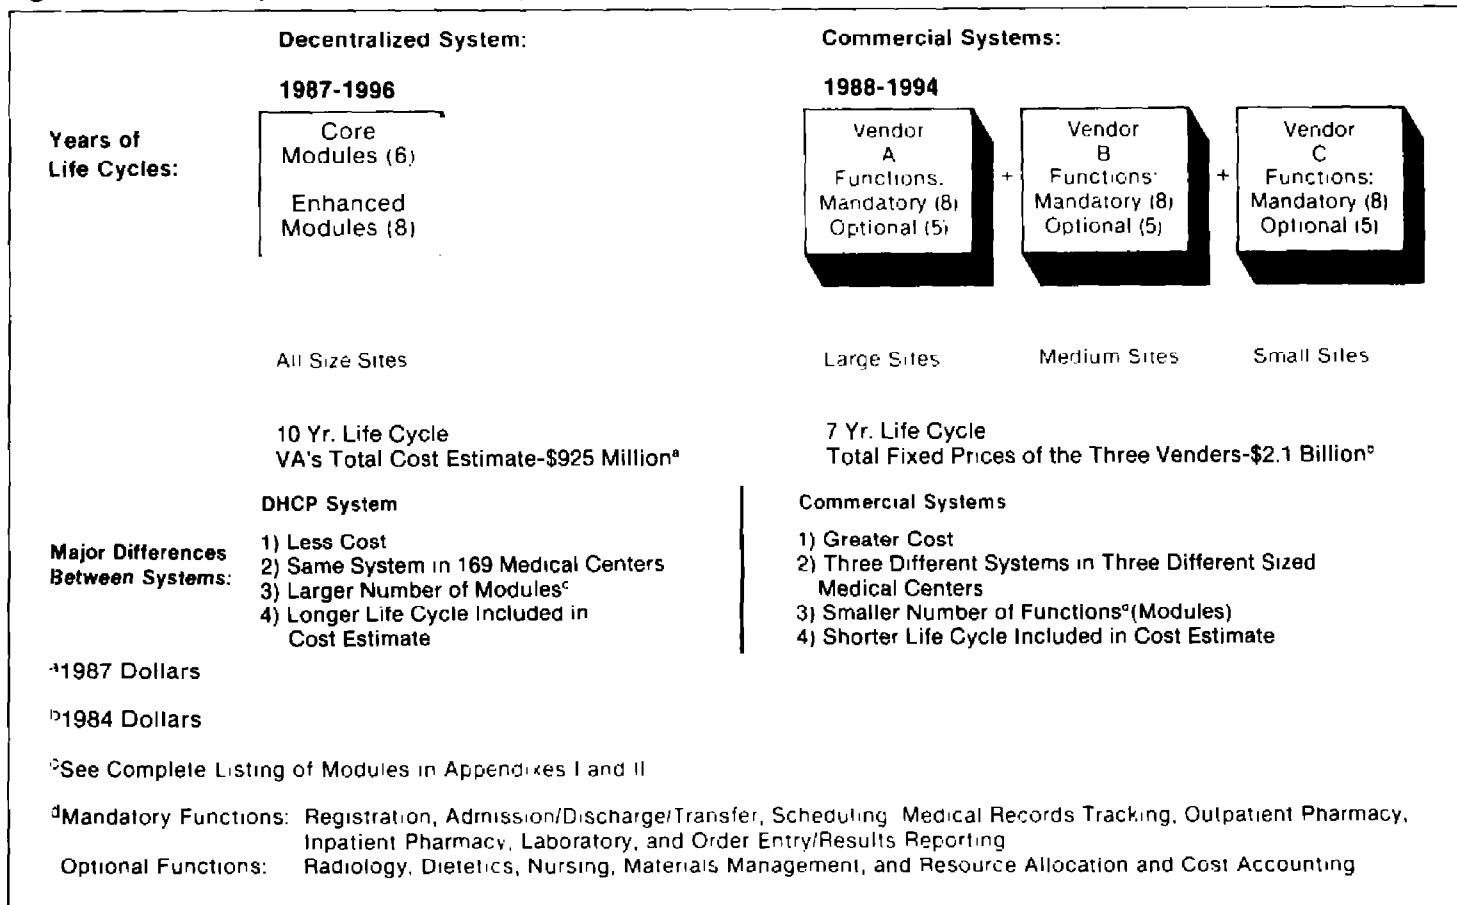 Decentralized System:
Commercial Systems:
1987-1996
1988-1994
Years of
Life Cycles:
Core
Modules (6)
Enhanced
Modules (8)
Vendor
A
Functions.
Mandatory (8)
Optional (5)
+
Vendor
B
Functions:
Mandatory (8)
Optional (5)
+
Vendor
C
Functions:
Mandatory (8)
Optional (5)
All Size Sites
Large Sites
Medium Sites
Small Sites
10 Yr. Life Cycle
VA's Total Cost Estimate-$925 Millionᵃ
7 Yr. Life Cycle
Total Fixed Prices of the Three Venders-$2.1 Billionᵇ
Major Differences
Between Systems:
DHCP System
1) Less Cost
2) Same System in 169 Medical Centers
3) Larger Number of Modulesᶜ
4) Longer Life Cycle Included in
Cost Estimate
Commercial Systems
1) Greater Cost
2) Three Different Systems in Three Different Sized
Medical Centers
3) Smaller Number of Functionsᵈ(Modules)
4) Shorter Life Cycle Included in Cost Estimate
ᵃ1987 Dollars
ᵇ1984 Dollars
ᶜSee Complete Listing of Modules in Appendixes I and II
ᵈMandatory Functions: Registration, Admission/Discharge/Transfer, Scheduling Medical Records Tracking, Outpatient Pharmacy,
Inpatient Pharmacy, Laboratory, and Order Entry/Results Reporting
Optional Functions: Radiology, Dietetics, Nursing, Materials Management, and Resource Allocation and Cost Accounting